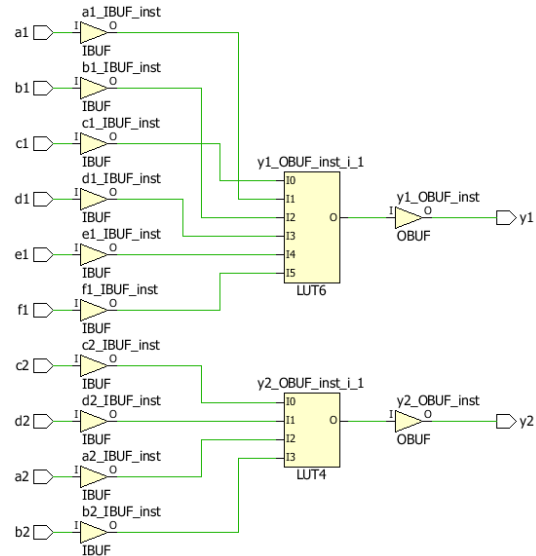 a1_IBUF_inst
a1 I O
IBUF
b1_IBUF_inst
b1 I O
IBUF
c1_IBUF_inst
c1 I O
IBUF
d1_IBUF_inst
d1 I O
IBUF
e1_IBUF_inst
e1 I O
IBUF
f1_IBUF_inst
f1 I O
IBUF
y1_OBUF_inst_i_1
I0
I1
I2
I3
I4
I5
O
LUT6
y1_OBUF_inst
I O y1
OBUF
c2_IBUF_inst
c2 I O
IBUF
d2_IBUF_inst
d2 I O
IBUF
a2_IBUF_inst
a2 I O
IBUF
b2_IBUF_inst
b2 I O
IBUF
y2_OBUF_inst_i_1
I0
I1
I2
I3
O
LUT4
y2_OBUF_inst
I O y2
OBUF